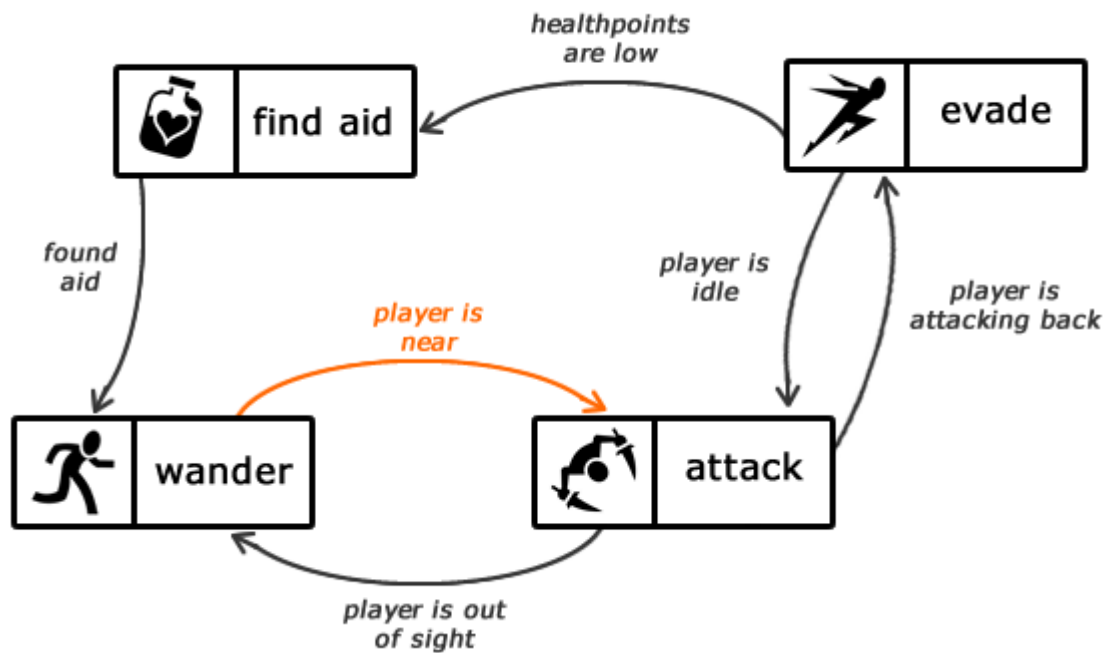 healthpoints
are low
find aid
evade
found
aid
player is
idle
player is
attacking back
player is
near
wander
attack
player is out
of sight